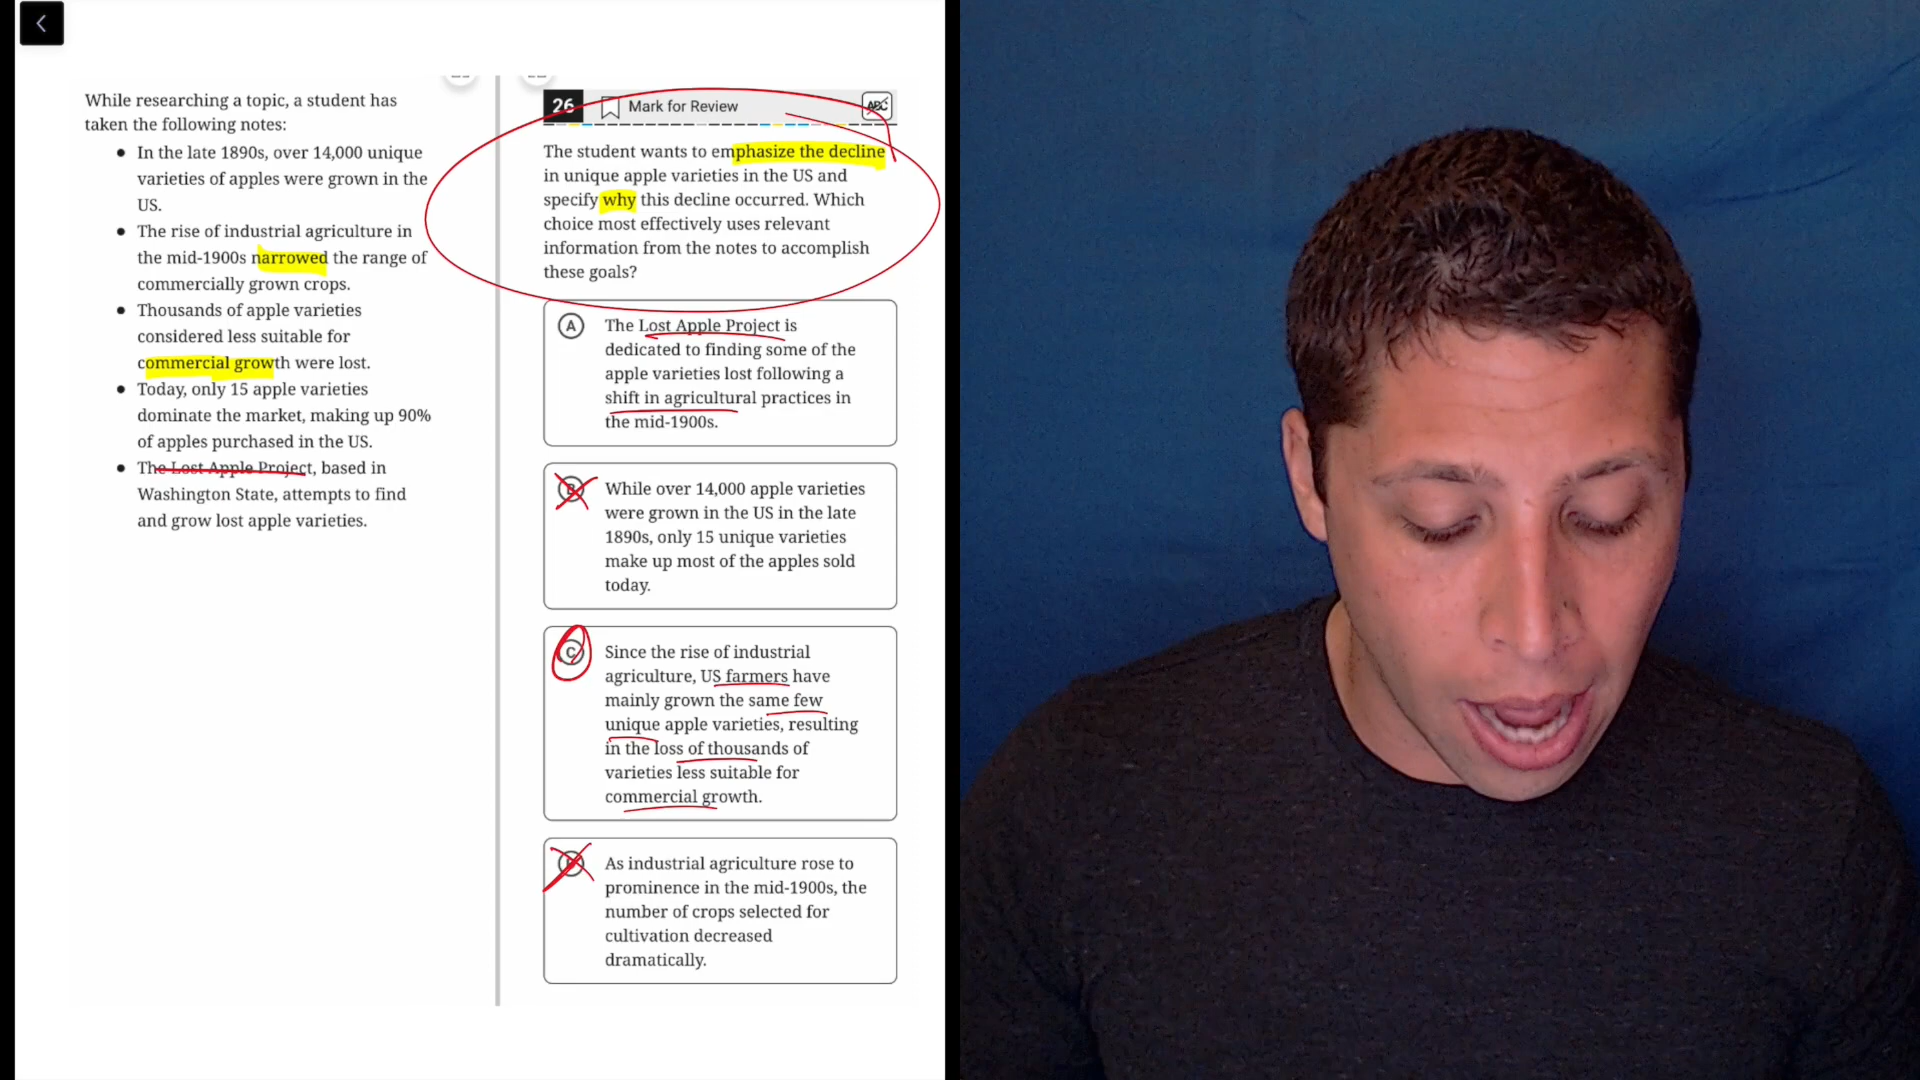 While researching a topic, a student has
taken the following notes:
• In the late 1890s, over 14,000 unique
varieties of apples were grown in the
US.
• The rise of industrial agriculture in
the mid-1900s narrowed the range of
commercially grown crops.
• Thousands of apple varieties
considered less suitable for
commercial growth were lost.
• Today, only 15 apple varieties
dominate the market, making up 90%
of apples purchased in the US.
• The Lost Apple Project, based in
Washington State, attempts to find
and grow lost apple varieties.
26 Mark for Review ABC
The student wants to emphasize the decline
in unique apple varieties in the US and
specify why this decline occurred. Which
choice most effectively uses relevant
information from the notes to accomplish
these goals?
A The Lost Apple Project is
dedicated to finding some of the
apple varieties lost following a
shift in agricultural practices in
the mid-1900s.
B While over 14,000 apple varieties
were grown in the US in the late
1890s, only 15 unique varieties
make up most of the apples sold
today.
C Since the rise of industrial
agriculture, US farmers have
mainly grown the same few
unique apple varieties, resulting
in the loss of thousands of
varieties less suitable for
commercial growth.
As industrial agriculture rose to
prominence in the mid-1900s, the
number of crops selected for
cultivation decreased
dramatically.